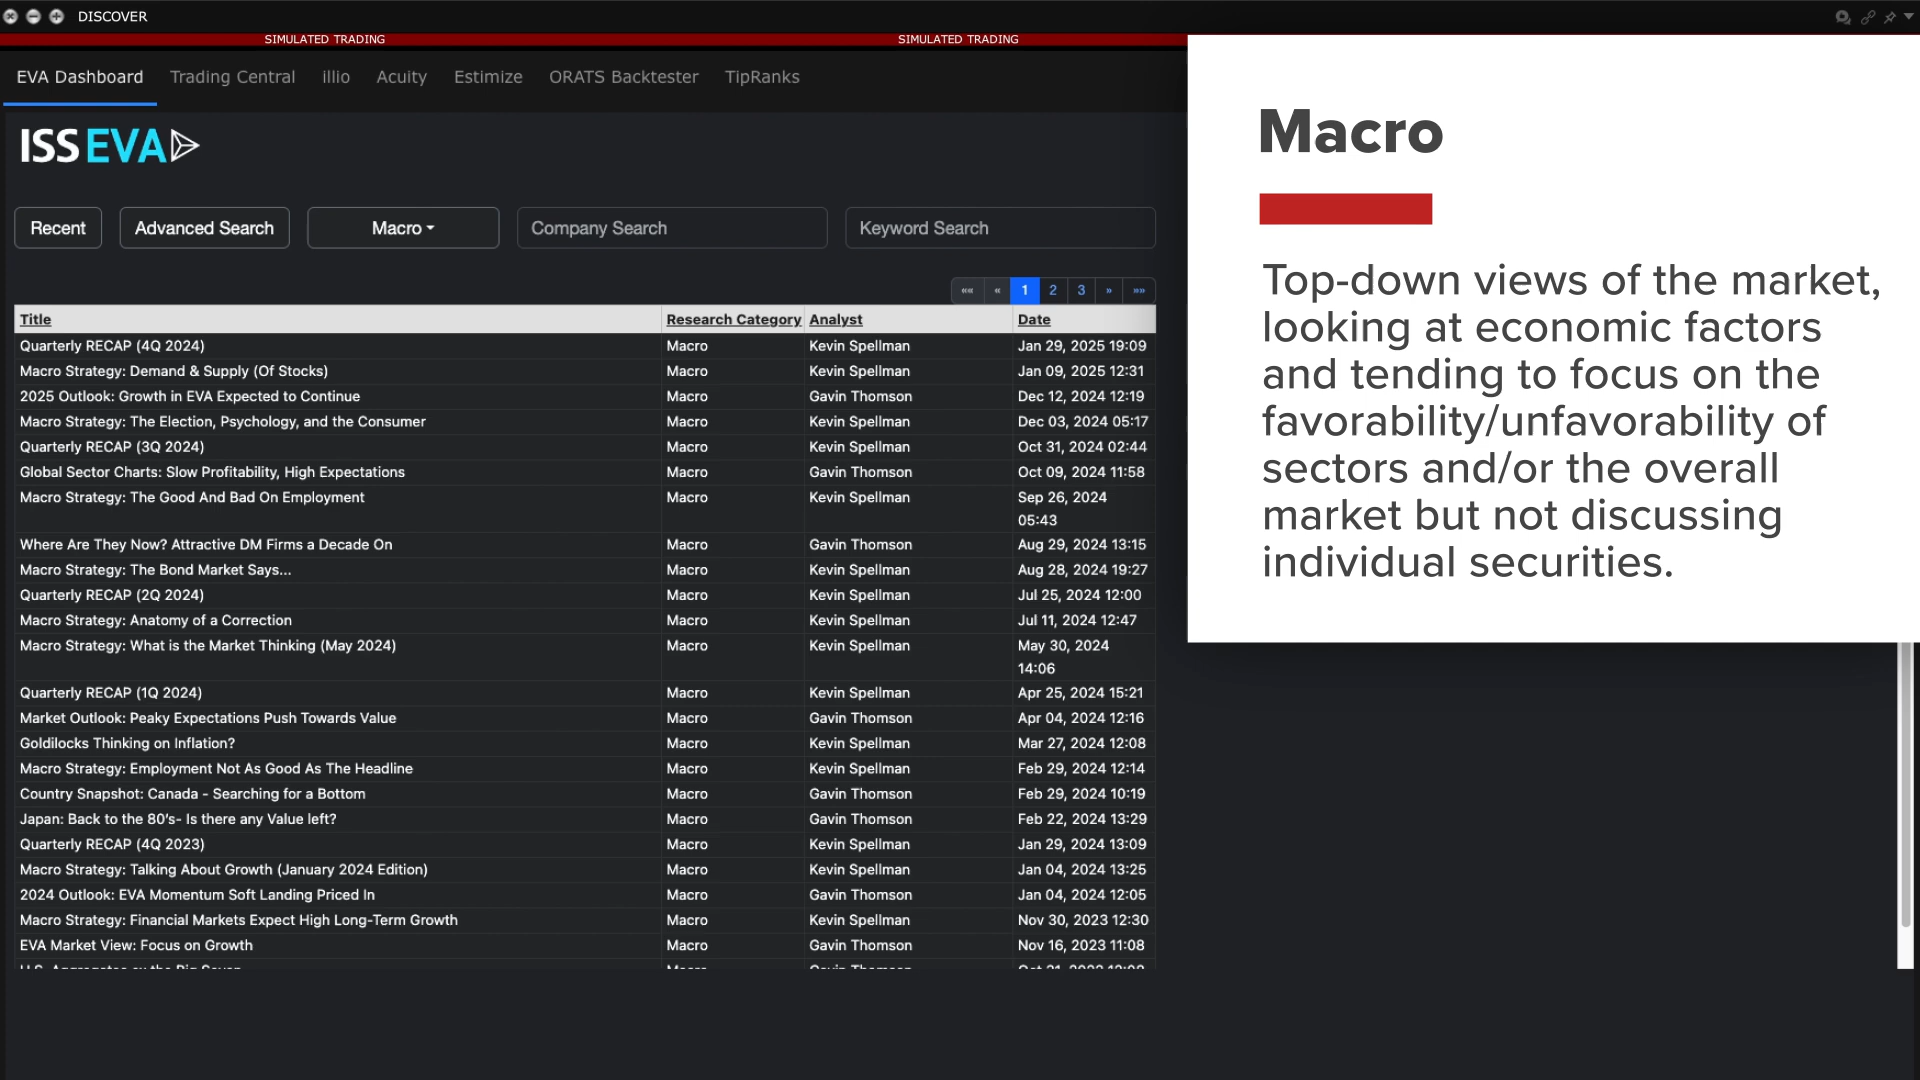 DISCOVER
SIMULATED TRADING SIMULATED TRADING
EVA Dashboard Trading Central illio Acuity Estimize ORATS Backtester TipRanks
ISS EVA
Recent Advanced Search Macro Company Search Keyword Search
«« « 1 2 3 » »»
Title Research Category Analyst Date
Quarterly RECAP (4Q 2024) Macro Kevin Spellman Jan 29, 2025 19:09
Macro Strategy: Demand & Supply (Of Stocks) Macro Kevin Spellman Jan 09, 2025 12:31
2025 Outlook: Growth in EVA Expected to Continue Macro Gavin Thomson Dec 12, 2024 12:19
Macro Strategy: The Election, Psychology, and the Consumer Macro Kevin Spellman Dec 03, 2024 05:17
Quarterly RECAP (3Q 2024) Macro Kevin Spellman Oct 31, 2024 02:44
Global Sector Charts: Slow Profitability, High Expectations Macro Gavin Thomson Oct 09, 2024 11:58
Macro Strategy: The Good And Bad On Employment Macro Kevin Spellman Sep 26, 2024
05:43
Where Are They Now? Attractive DM Firms a Decade On Macro Gavin Thomson Aug 29, 2024 13:15
Macro Strategy: The Bond Market Says... Macro Kevin Spellman Aug 28, 2024 19:27
Quarterly RECAP (2Q 2024) Macro Kevin Spellman Jul 25, 2024 12:00
Macro Strategy: Anatomy of a Correction Macro Kevin Spellman Jul 11, 2024 12:47
Macro Strategy: What is the Market Thinking (May 2024) Macro Kevin Spellman May 30, 2024
14:06
Quarterly RECAP (1Q 2024) Macro Kevin Spellman Apr 25, 2024 15:21
Market Outlook: Peaky Expectations Push Towards Value Macro Gavin Thomson Apr 04, 2024 12:16
Goldilocks Thinking on Inflation? Macro Kevin Spellman Mar 27, 2024 12:08
Macro Strategy: Employment Not As Good As The Headline Macro Kevin Spellman Feb 29, 2024 12:14
Country Snapshot: Canada - Searching for a Bottom Macro Gavin Thomson Feb 29, 2024 10:19
Japan: Back to the 80's- Is there any Value left? Macro Gavin Thomson Feb 22, 2024 13:29
Quarterly RECAP (4Q 2023) Macro Kevin Spellman Jan 29, 2024 13:09
Macro Strategy: Talking About Growth (January 2024 Edition) Macro Kevin Spellman Jan 04, 2024 13:25
2024 Outlook: EVA Momentum Soft Landing Priced In Macro Gavin Thomson Jan 04, 2024 12:05
Macro Strategy: Financial Markets Expect High Long-Term Growth Macro Kevin Spellman Nov 30, 2023 12:30
EVA Market View: Focus on Growth Macro Gavin Thomson Nov 16, 2023 11:08
Macro
Top-down views of the market,
looking at economic factors
and tending to focus on the
favorability/unfavorability of
sectors and/or the overall
market but not discussing
individual securities.